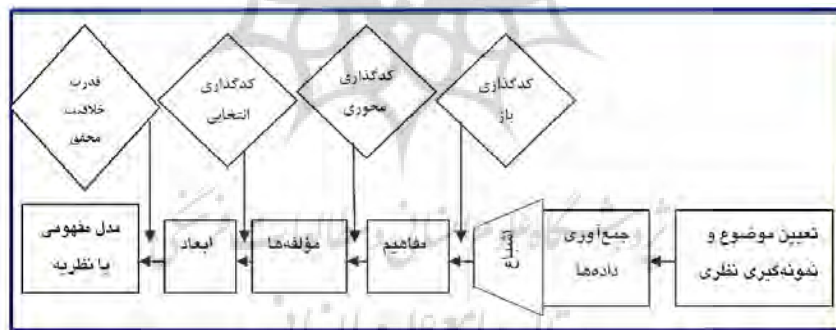 کدگذاری
باز
کدگذاری
محوری
کدگذاری
انتخابی
قدرت
خلاقیت
محقق
تعیین موضوع و
نمونه‌گیری نظری
جمع‌آوری
داده‌ها
اشباع
مفاهیم
مؤلفه‌ها
ابعاد
مدل مفهومی
یا نظریه